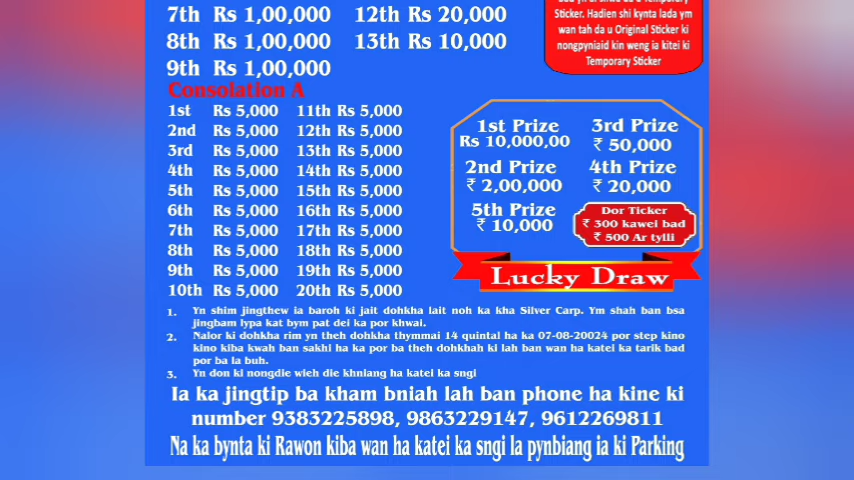 7th Rs 1,00,000 12th Rs 20,000
8th Rs 1,00,000 13th Rs 10,000
9th Rs 1,00,000
Sticker. Hadien shi kynta lada ym
wan tah da u Original Sticker ki
nongpyniaid kin weng ia kitei ki
Temporary Sticker
Consolation A
1st Rs 5,000 11th Rs 5,000
2nd Rs 5,000 12th Rs 5,000
3rd Rs 5,000 13th Rs 5,000
4th Rs 5,000 14th Rs 5,000
5th Rs 5,000 15th Rs 5,000
6th Rs 5,000 16th Rs 5,000
7th Rs 5,000 17th Rs 5,000
8th Rs 5,000 18th Rs 5,000
9th Rs 5,000 19th Rs 5,000
10th Rs 5,000 20th Rs 5,000
1st Prize 3rd Prize
Rs 10,000,00 ₹ 50,000
2nd Prize 4th Prize
₹ 2,00,000 ₹ 20,000
5th Prize
₹ 10,000
Dor Ticker
₹ 300 kawei bad
₹ 500 Ar tylli
Lucky Draw
1. Yn shim jingthew ia baroh ki jait dohkha lait noh ka kha Silver Carp. Ym shah ban bsa
jingbam lypa kat bym pat dei ka por khwai.
2. Nalor ki dohkha rim yn theh dohkha thymmai 14 quintal ha ka 07-08-20024 por step kino
kino kiba kwah ban sakhi ha ka por ba theh dohkhah ki lah ban wan ha katei ka tarik bad
por ba la buh.
3. Yn don ki nongdie wieh die khniang ha katei ka sngi
Ia ka jingtip ba kham bniah lah ban phone ha kine ki
number 9383225898, 9863229147, 9612269811
Na ka bynta ki Rawon kiba wan ha katei ka sngi la pynbiang ia ki Parking